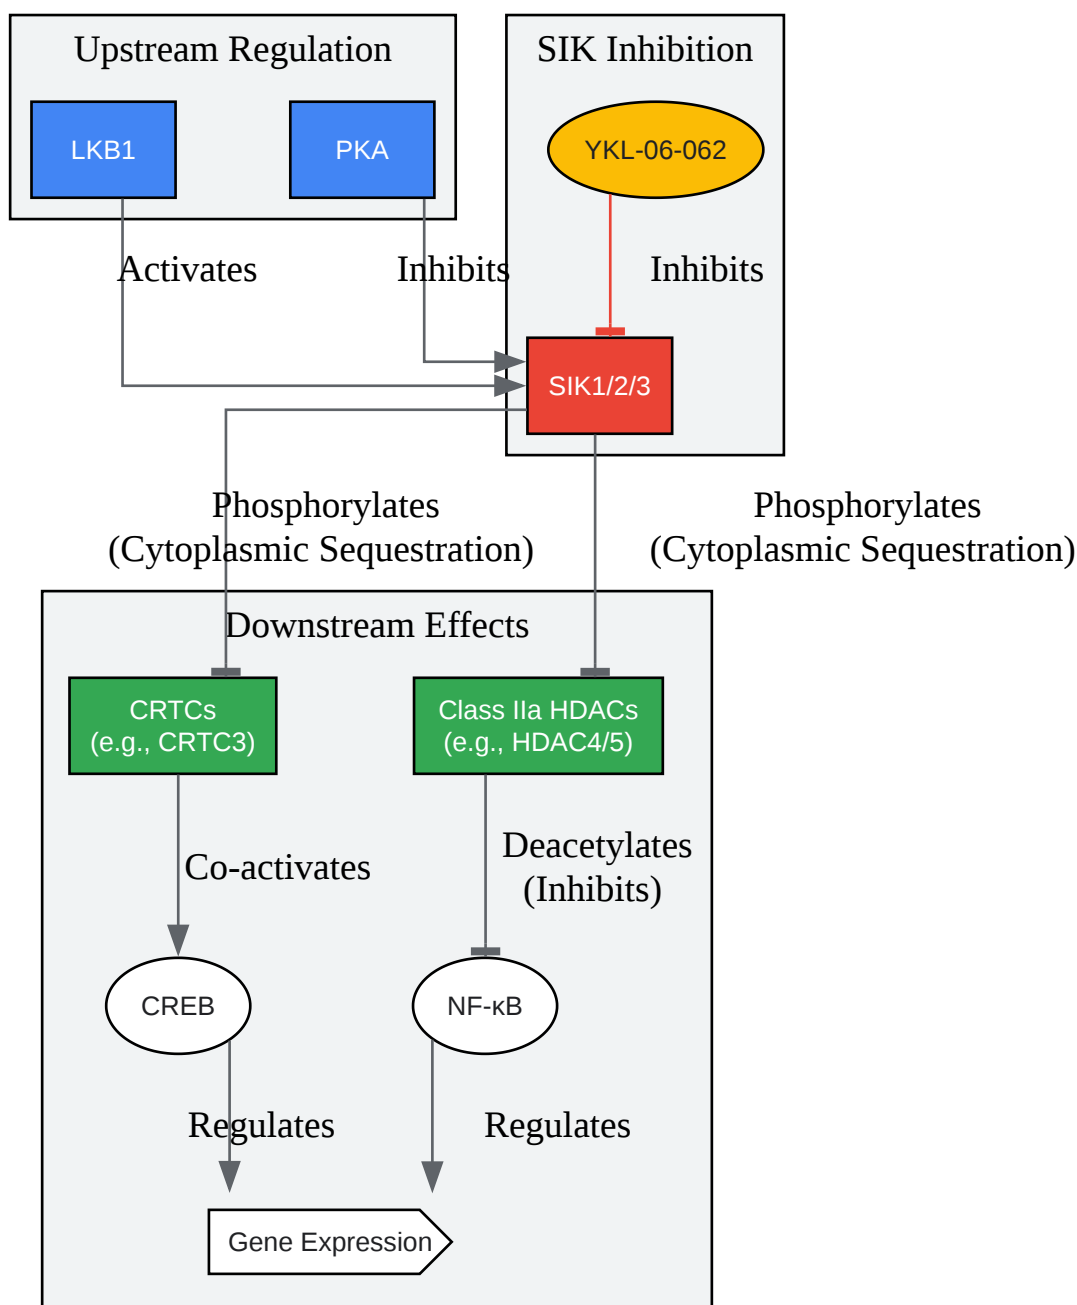 Upstream Regulation
SIK Inhibition
LKB1
PKA
YKL-06-062
Activates
Inhibits
Inhibits
SIK1/2/3
Phosphorylates
(Cytoplasmic Sequestration)
Phosphorylates
(Cytoplasmic Sequestration)
Downstream Effects
CRTCs
(e.g., CRTC3)
Class IIa HDACs
(e.g., HDAC4/5)
Co-activates
Deacetylates
(Inhibits)
CREB
NF-κB
Regulates
Regulates
Gene Expression